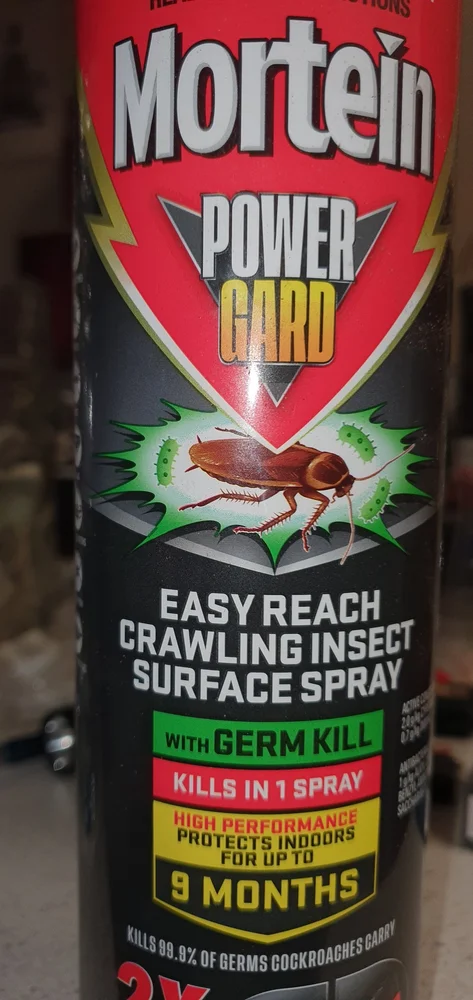 Mortein
POWER
GARD
EASY REACH
CRAWLING INSECT
SURFACE SPRAY
WITH GERM KILL
KILLS IN 1 SPRAY
HIGH PERFORMANCE
PROTECTS INDOORS
FOR UP TO
9 MONTHS
KILLS 99.9% OF GERMS COCKROACHES CARRY
2X